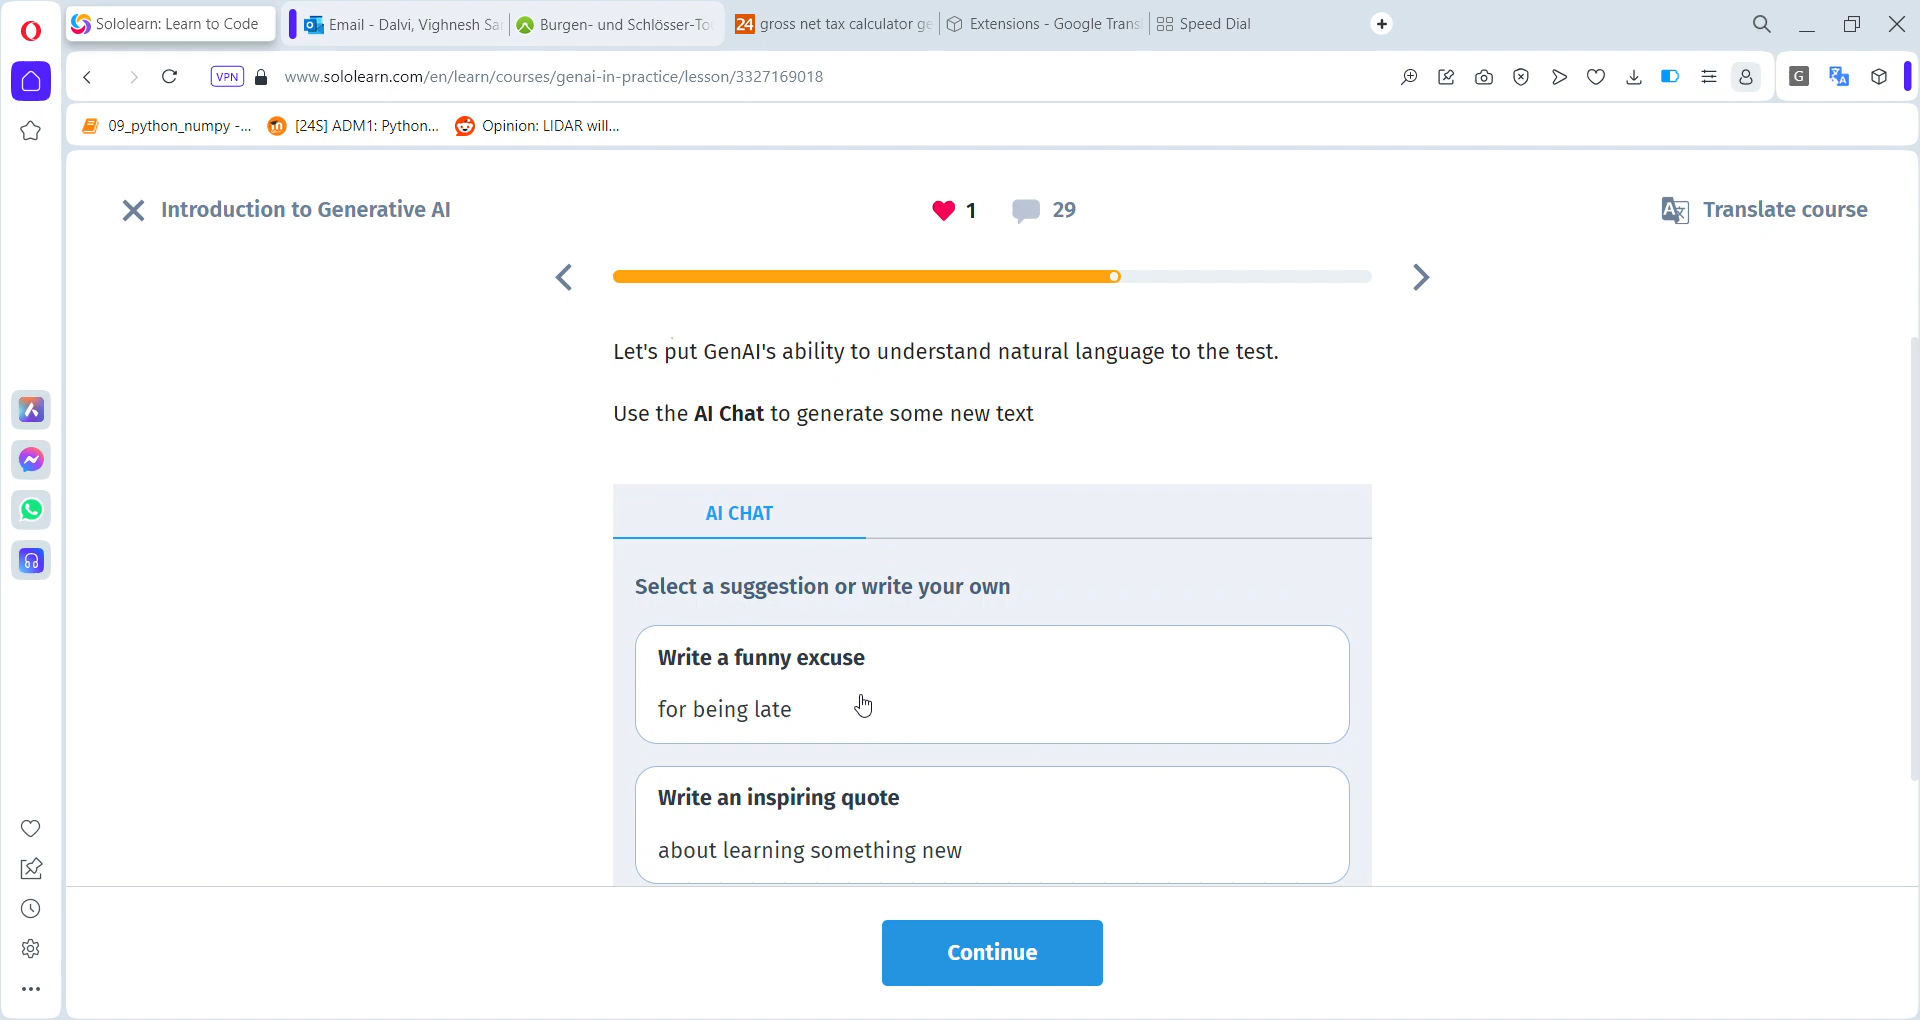 Sololearn: Learn to Code
Email - Dalvi, Vighnesh Sa
Burgen- und Schlösser-To
24 gross net tax calculator ge
Extensions - Google Trans
Speed Dial
VPN
www.sololearn.com/en/learn/courses/genai-in-practice/lesson/3327169018
G
09_python_numpy -...
[24S] ADM1: Python...
Opinion: LIDAR will...
Introduction to Generative AI
1
29
Translate course
Let's put GenAI's ability to understand natural language to the test.
Use the AI Chat to generate some new text
AI CHAT
Select a suggestion or write your own
Write a funny excuse
for being late
Write an inspiring quote
about learning something new
Continue